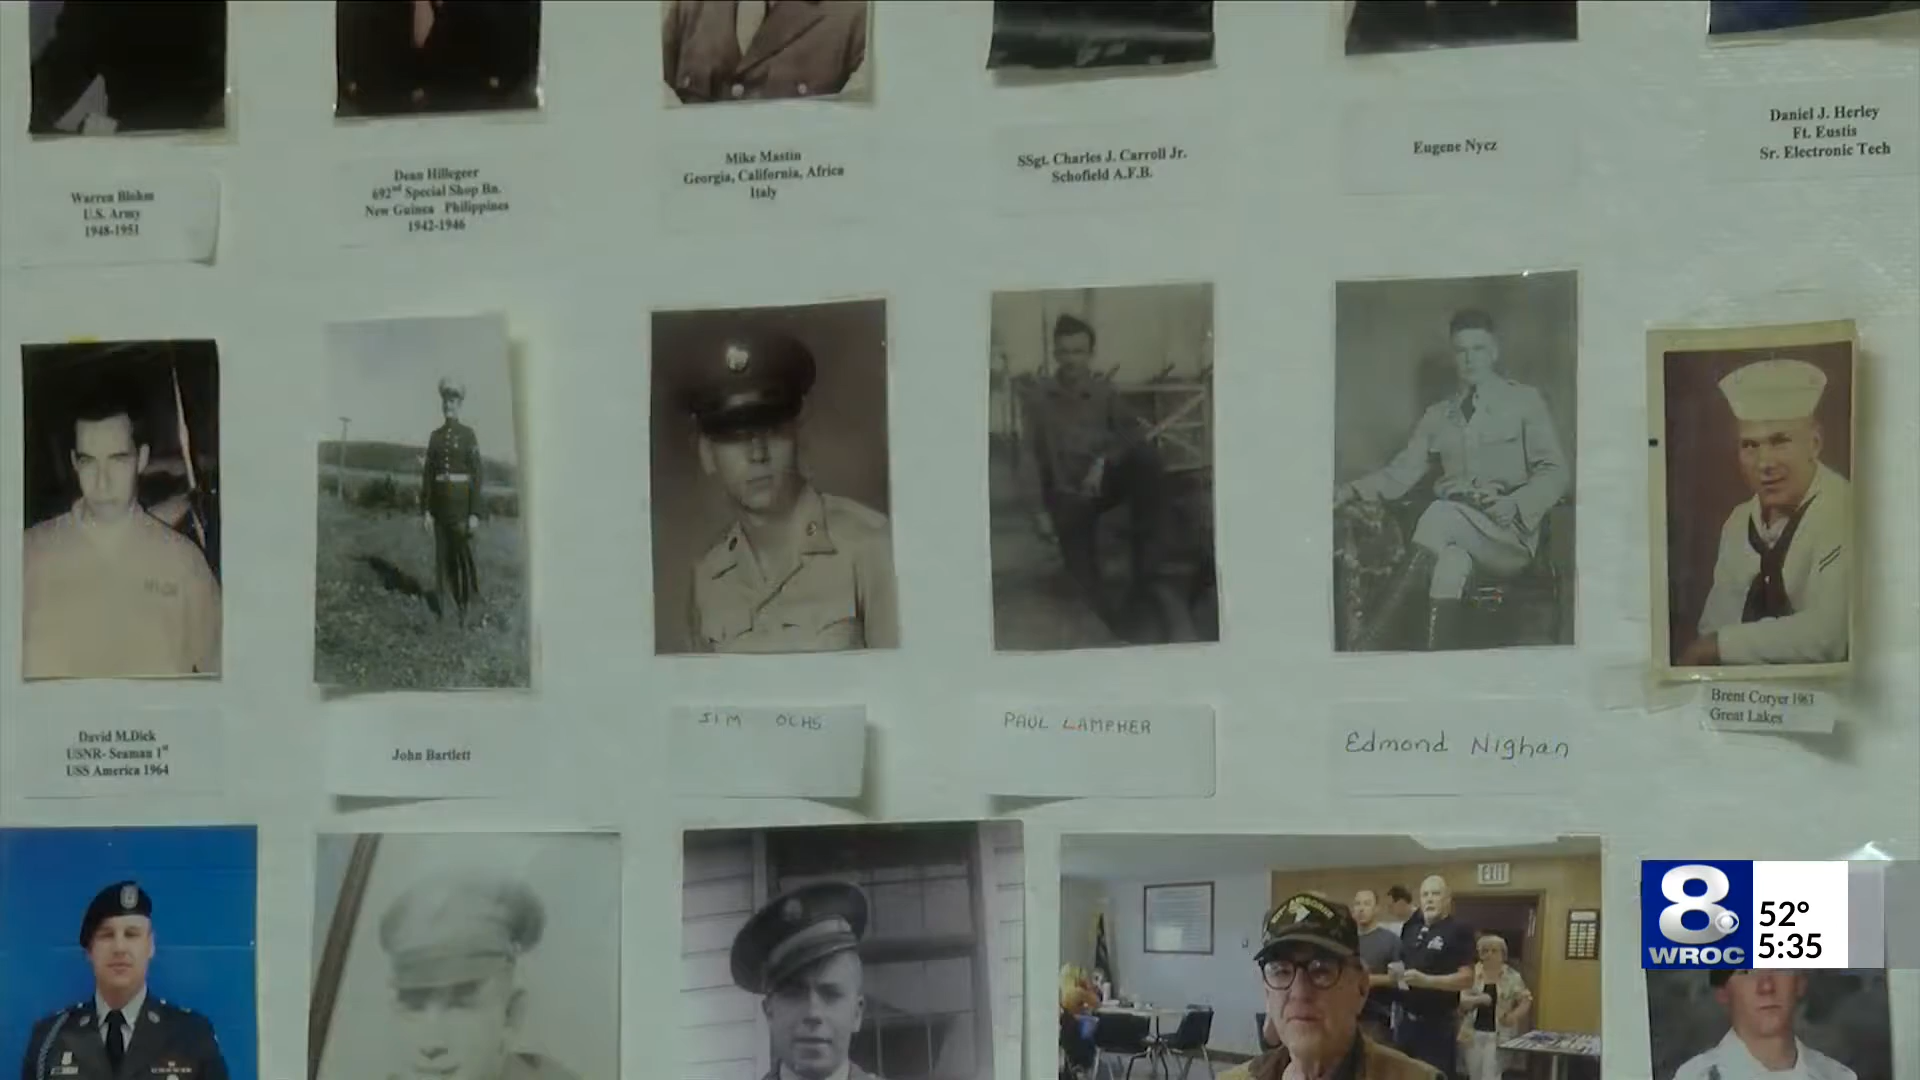 Warren Blohm
U.S. Army
1948-1951
Dean Hillegeer
692nd Special Shop Bn.
New Guinea Philippines
1942-1946
Mike Mastin
Georgia, California, Africa
Italy
SSgt. Charles J. Carroll Jr.
Schofield A.F.B.
Eugene Nycz
Daniel J. Herley
Ft. Eustis
Sr. Electronic Tech
David M.Dick
USNR- Seaman 1st
USS America 1964
John Bartlett
JIM OCHS
PAUL LAMPHER
Edmond Nighan
Brent Coryer 1963
Great Lakes
EXIT
AIRBORNE
8
WROC
52°
5:35